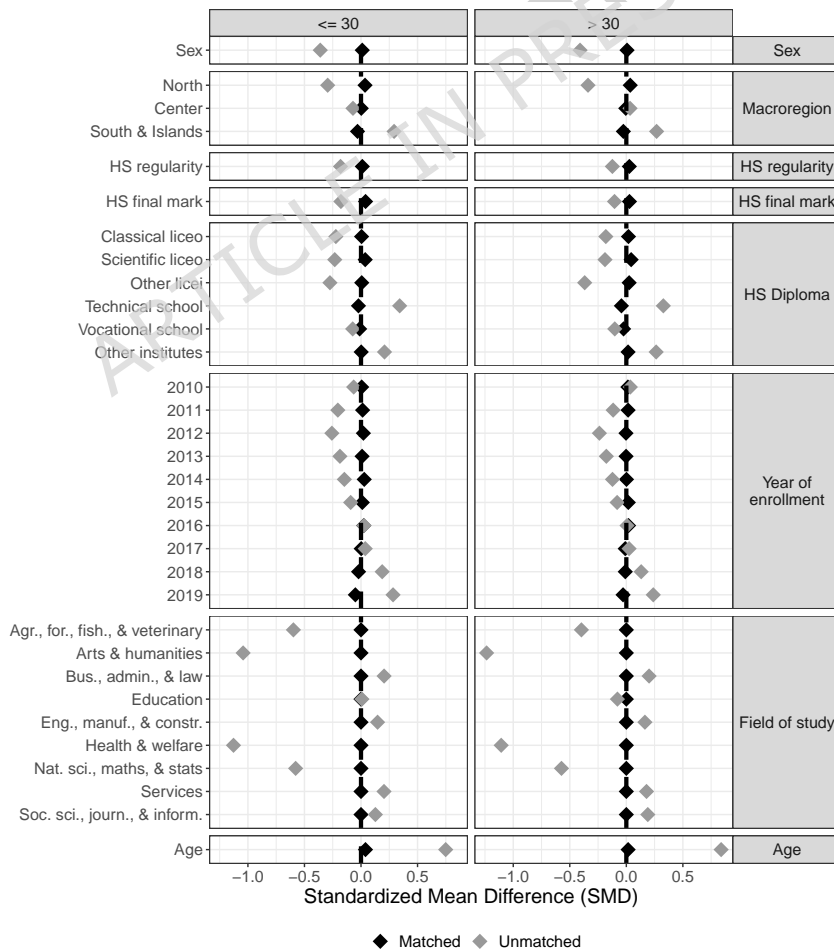 <= 30
> 30
Sex
Sex
North
Center
South & Islands
Macroregion
HS regularity
HS regularity
HS final mark
HS final mark
Classical liceo
Scientific liceo
Other licei
Technical school
Vocational school
Other institutes
HS Diploma
2010
2011
2012
2013
2014
2015
2016
2017
2018
2019
Year of
enrollment
Agr., for., fish., & veterinary
Arts & humanities
Bus., admin., & law
Education
Eng., manuf., & constr.
Health & welfare
Nat. sci., maths, & stats
Services
Soc. sci., journ., & inform.
Field of study
Age
Age
−1.0 −0.5 0.0 0.5 −1.0 −0.5 0.0 0.5
Standardized Mean Difference (SMD)
Matched Unmatched
ARTICLE IN PRES